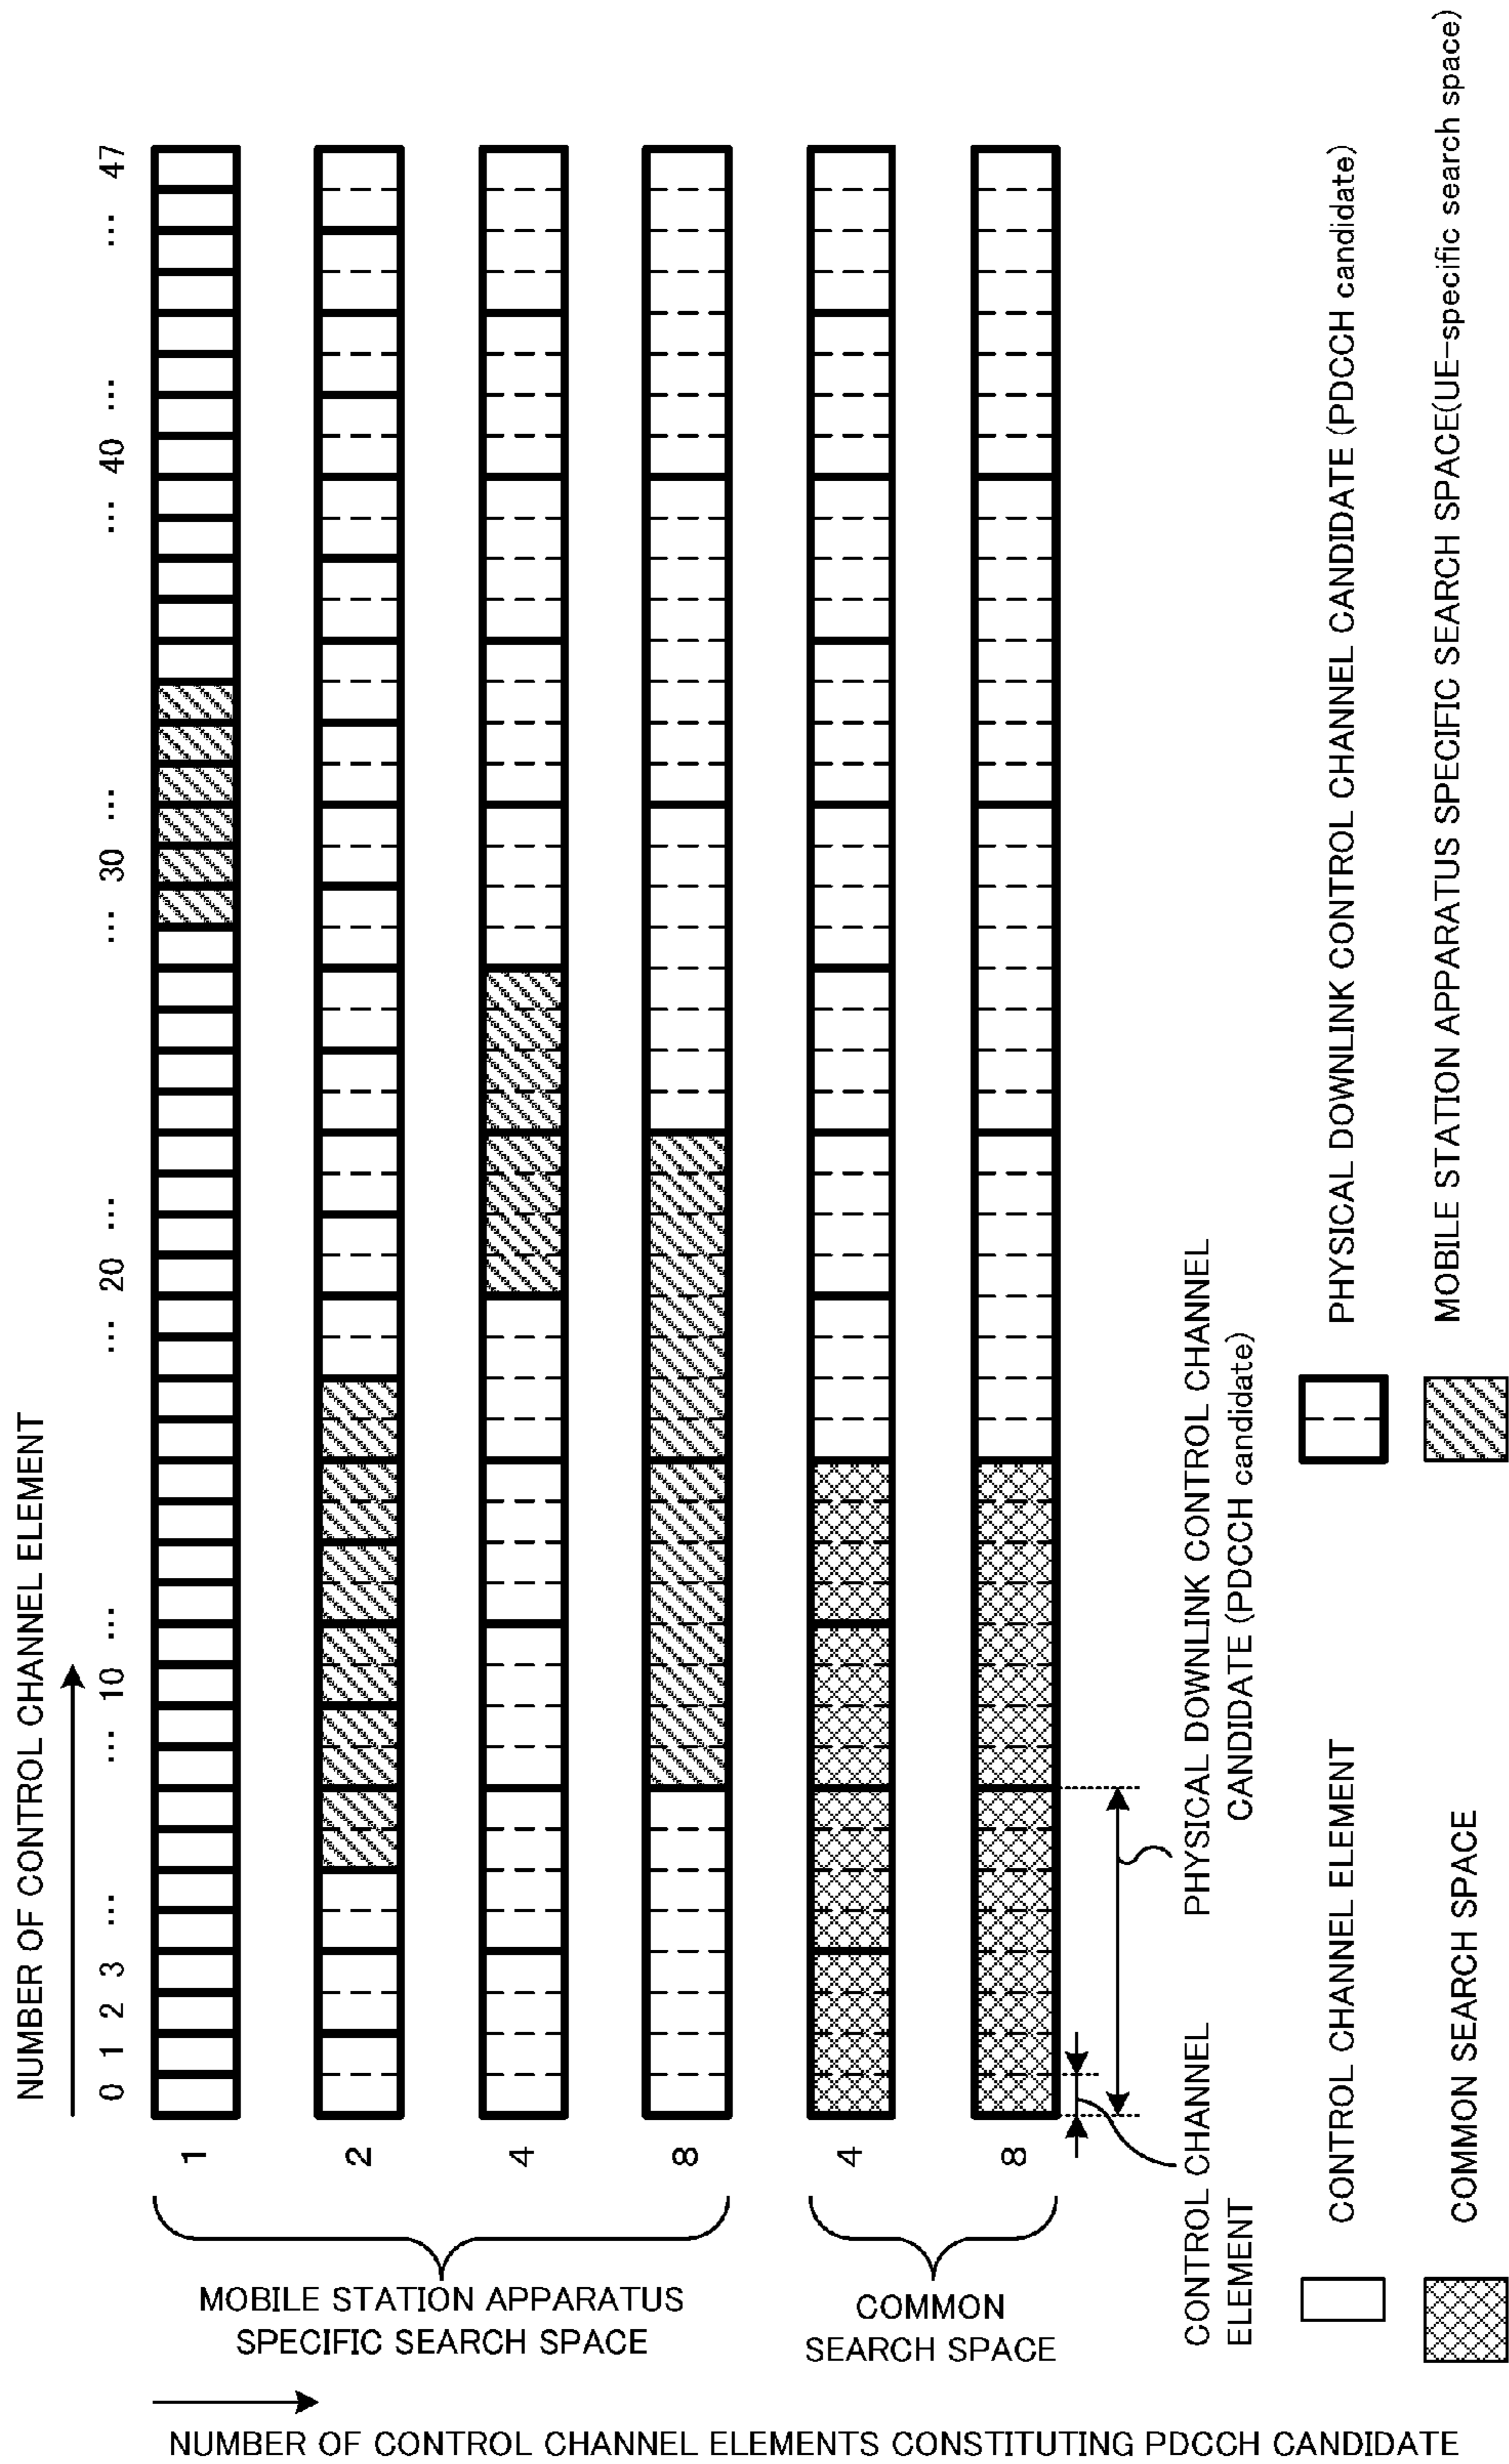 NUMBER OF CONTROL CHANNEL ELEMENT
0 1 2 3 ... ... 10 ... ... 20 ... ... 30 ... ... 40 ... ... 47
1
2
4
8
4
8
MOBILE STATION APPARATUS
SPECIFIC SEARCH SPACE
COMMON
SEARCH SPACE
NUMBER OF CONTROL CHANNEL ELEMENTS CONSTITUTING PDCCH CANDIDATE
CONTROL CHANNEL
ELEMENT
PHYSICAL DOWNLINK CONTROL CHANNEL
CANDIDATE (PDCCH candidate)
CONTROL CHANNEL ELEMENT
PHYSICAL DOWNLINK CONTROL CHANNEL CANDIDATE (PDCCH candidate)
COMMON SEARCH SPACE
MOBILE STATION APPARATUS SPECIFIC SEARCH SPACE(UE-specific search space)